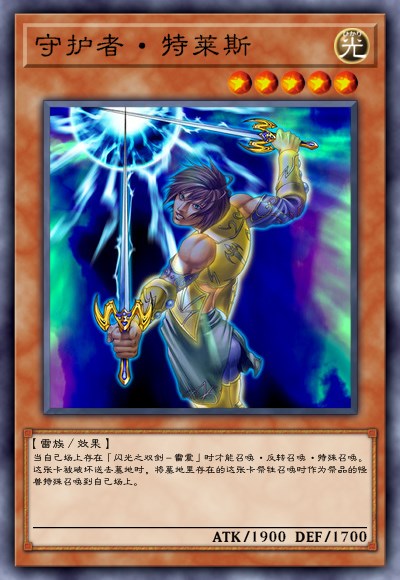 守护者·特莱斯
光
【雷族／效果】
当自己场上存在「闪光之双剑－雷震」时才能召唤·反转召唤·特殊召唤。
这张卡被破坏送去墓地时，将墓地里存在的这张卡祭牲召唤时作为祭品的怪
兽特殊召唤到自己场上。
ATK/1900 DEF/1700